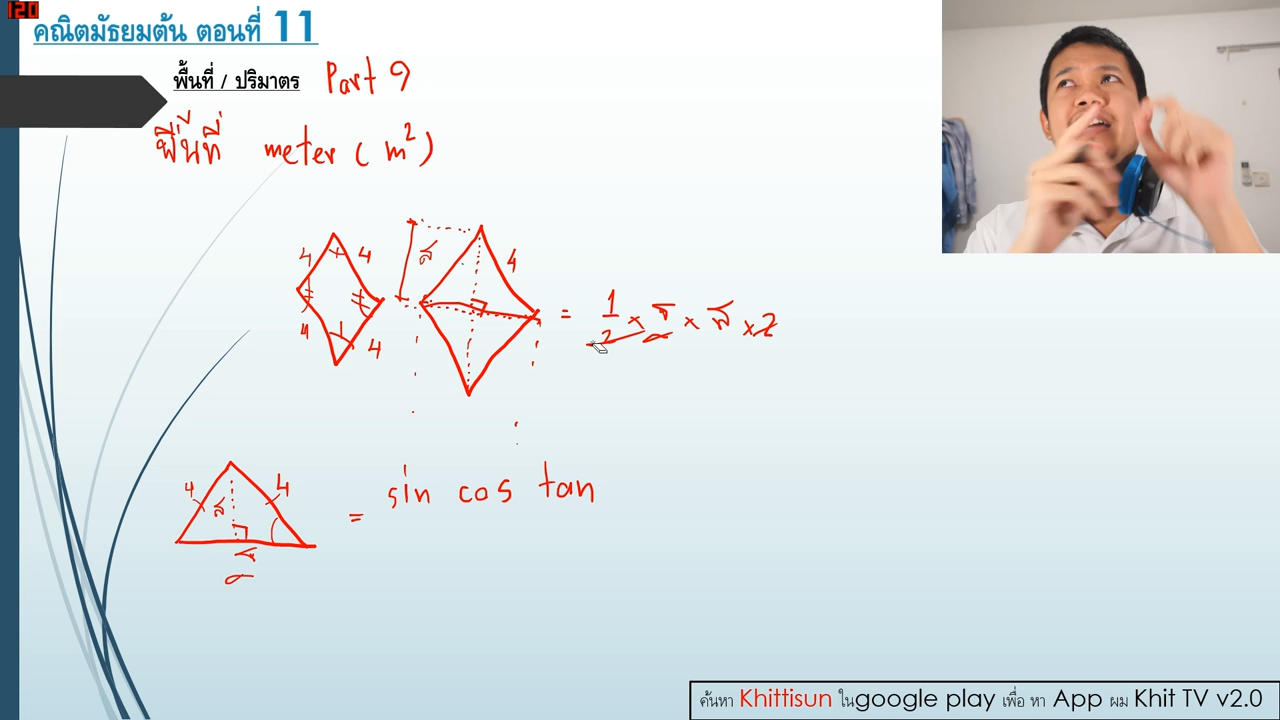 120
คณิตมัธยมต้น ตอนที่ 11
พื้นที่ / ปริมาตร Part 9
พื้นที่ meter ( m²)
4 4 ส 4
4 4
= 1/2 × ฐ × ส × 2
4 4
ส
ฐ
= sin cos tan
ค้นหา Khittisun ในgoogle play เพื่อ หา App ผม Khit TV v2.0